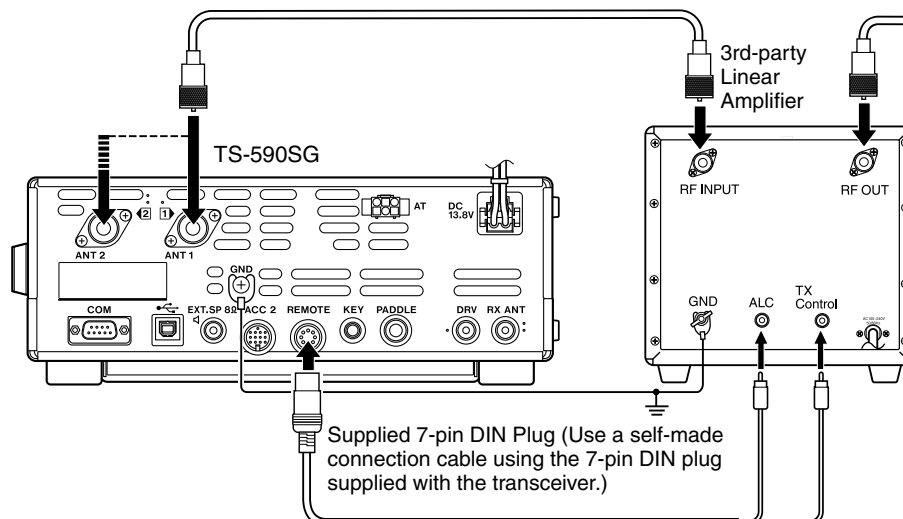 3rd-party
Linear
Amplifier
TS-590SG
RF INPUT
RF OUT
AT
DC
13.8V
2
1
ANT 2
ANT 1
GND
COM
EXT.SP 8Ω
ACC 2
REMOTE
KEY
PADDLE
DRV
RX ANT
GND
ALC
TX
Control
Supplied 7-pin DIN Plug (Use a self-made
connection cable using the 7-pin DIN plug
supplied with the transceiver.)